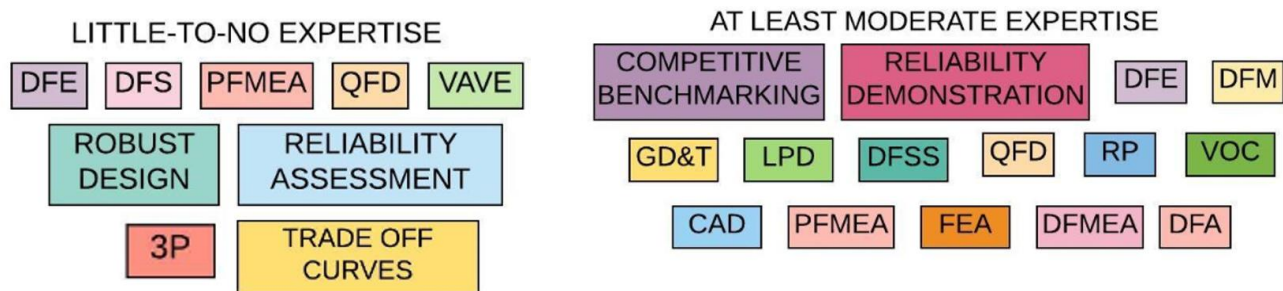 LITTLE-TO-NO EXPERTISE
DFE DFS PFMEA QFD VAVE
ROBUST
DESIGN
RELIABILITY
ASSESSMENT
3P
TRADE OFF
CURVES
AT LEAST MODERATE EXPERTISE
COMPETITIVE
BENCHMARKING
RELIABILITY
DEMONSTRATION
DFE DFM
GD&T LPD DFSS QFD RP VOC
CAD PFMEA FEA DFMEA DFA